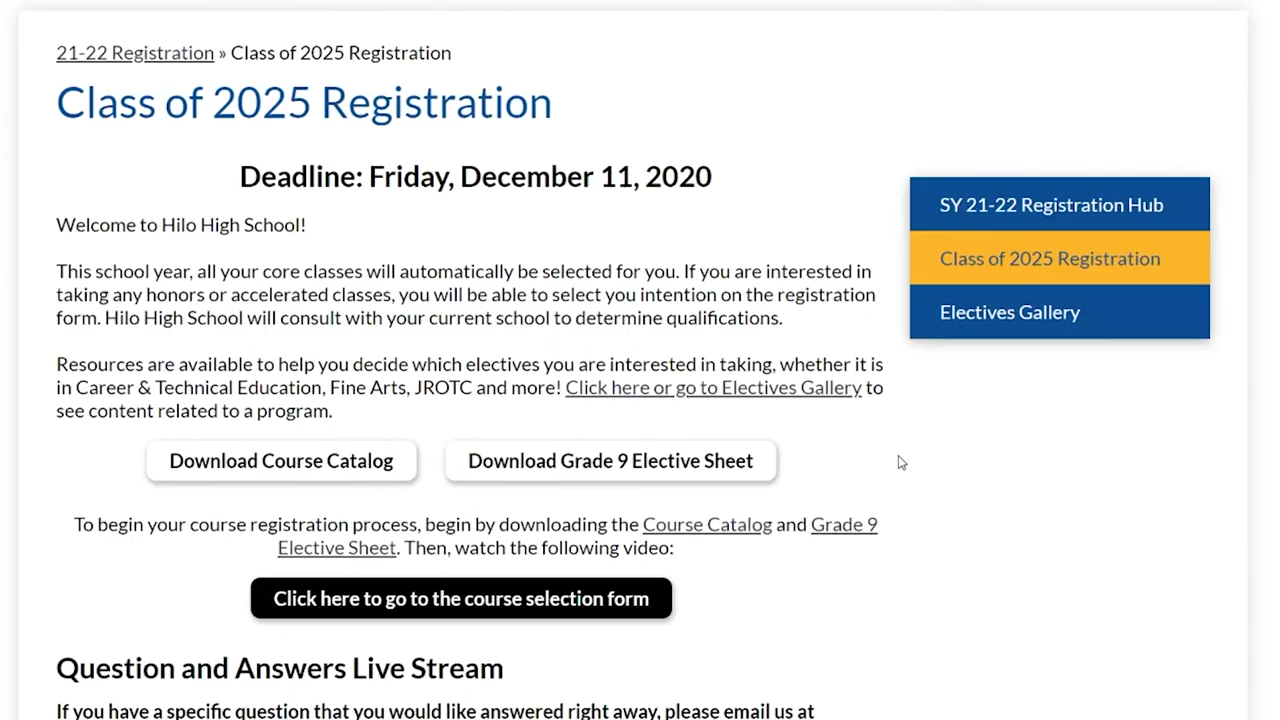 21-22 Registration » Class of 2025 Registration
Class of 2025 Registration
Deadline: Friday, December 11, 2020
Welcome to Hilo High School!
This school year, all your core classes will automatically be selected for you. If you are interested in
taking any honors or accelerated classes, you will be able to select you intention on the registration
form. Hilo High School will consult with your current school to determine qualifications.
Resources are available to help you decide which electives you are interested in taking, whether it is
in Career & Technical Education, Fine Arts, JROTC and more! Click here or go to Electives Gallery to
see content related to a program.
Download Course Catalog
Download Grade 9 Elective Sheet
To begin your course registration process, begin by downloading the Course Catalog and Grade 9
Elective Sheet. Then, watch the following video:
Click here to go to the course selection form
Question and Answers Live Stream
If you have a specific question that you would like answered right away, please email us at
SY 21-22 Registration Hub
Class of 2025 Registration
Electives Gallery